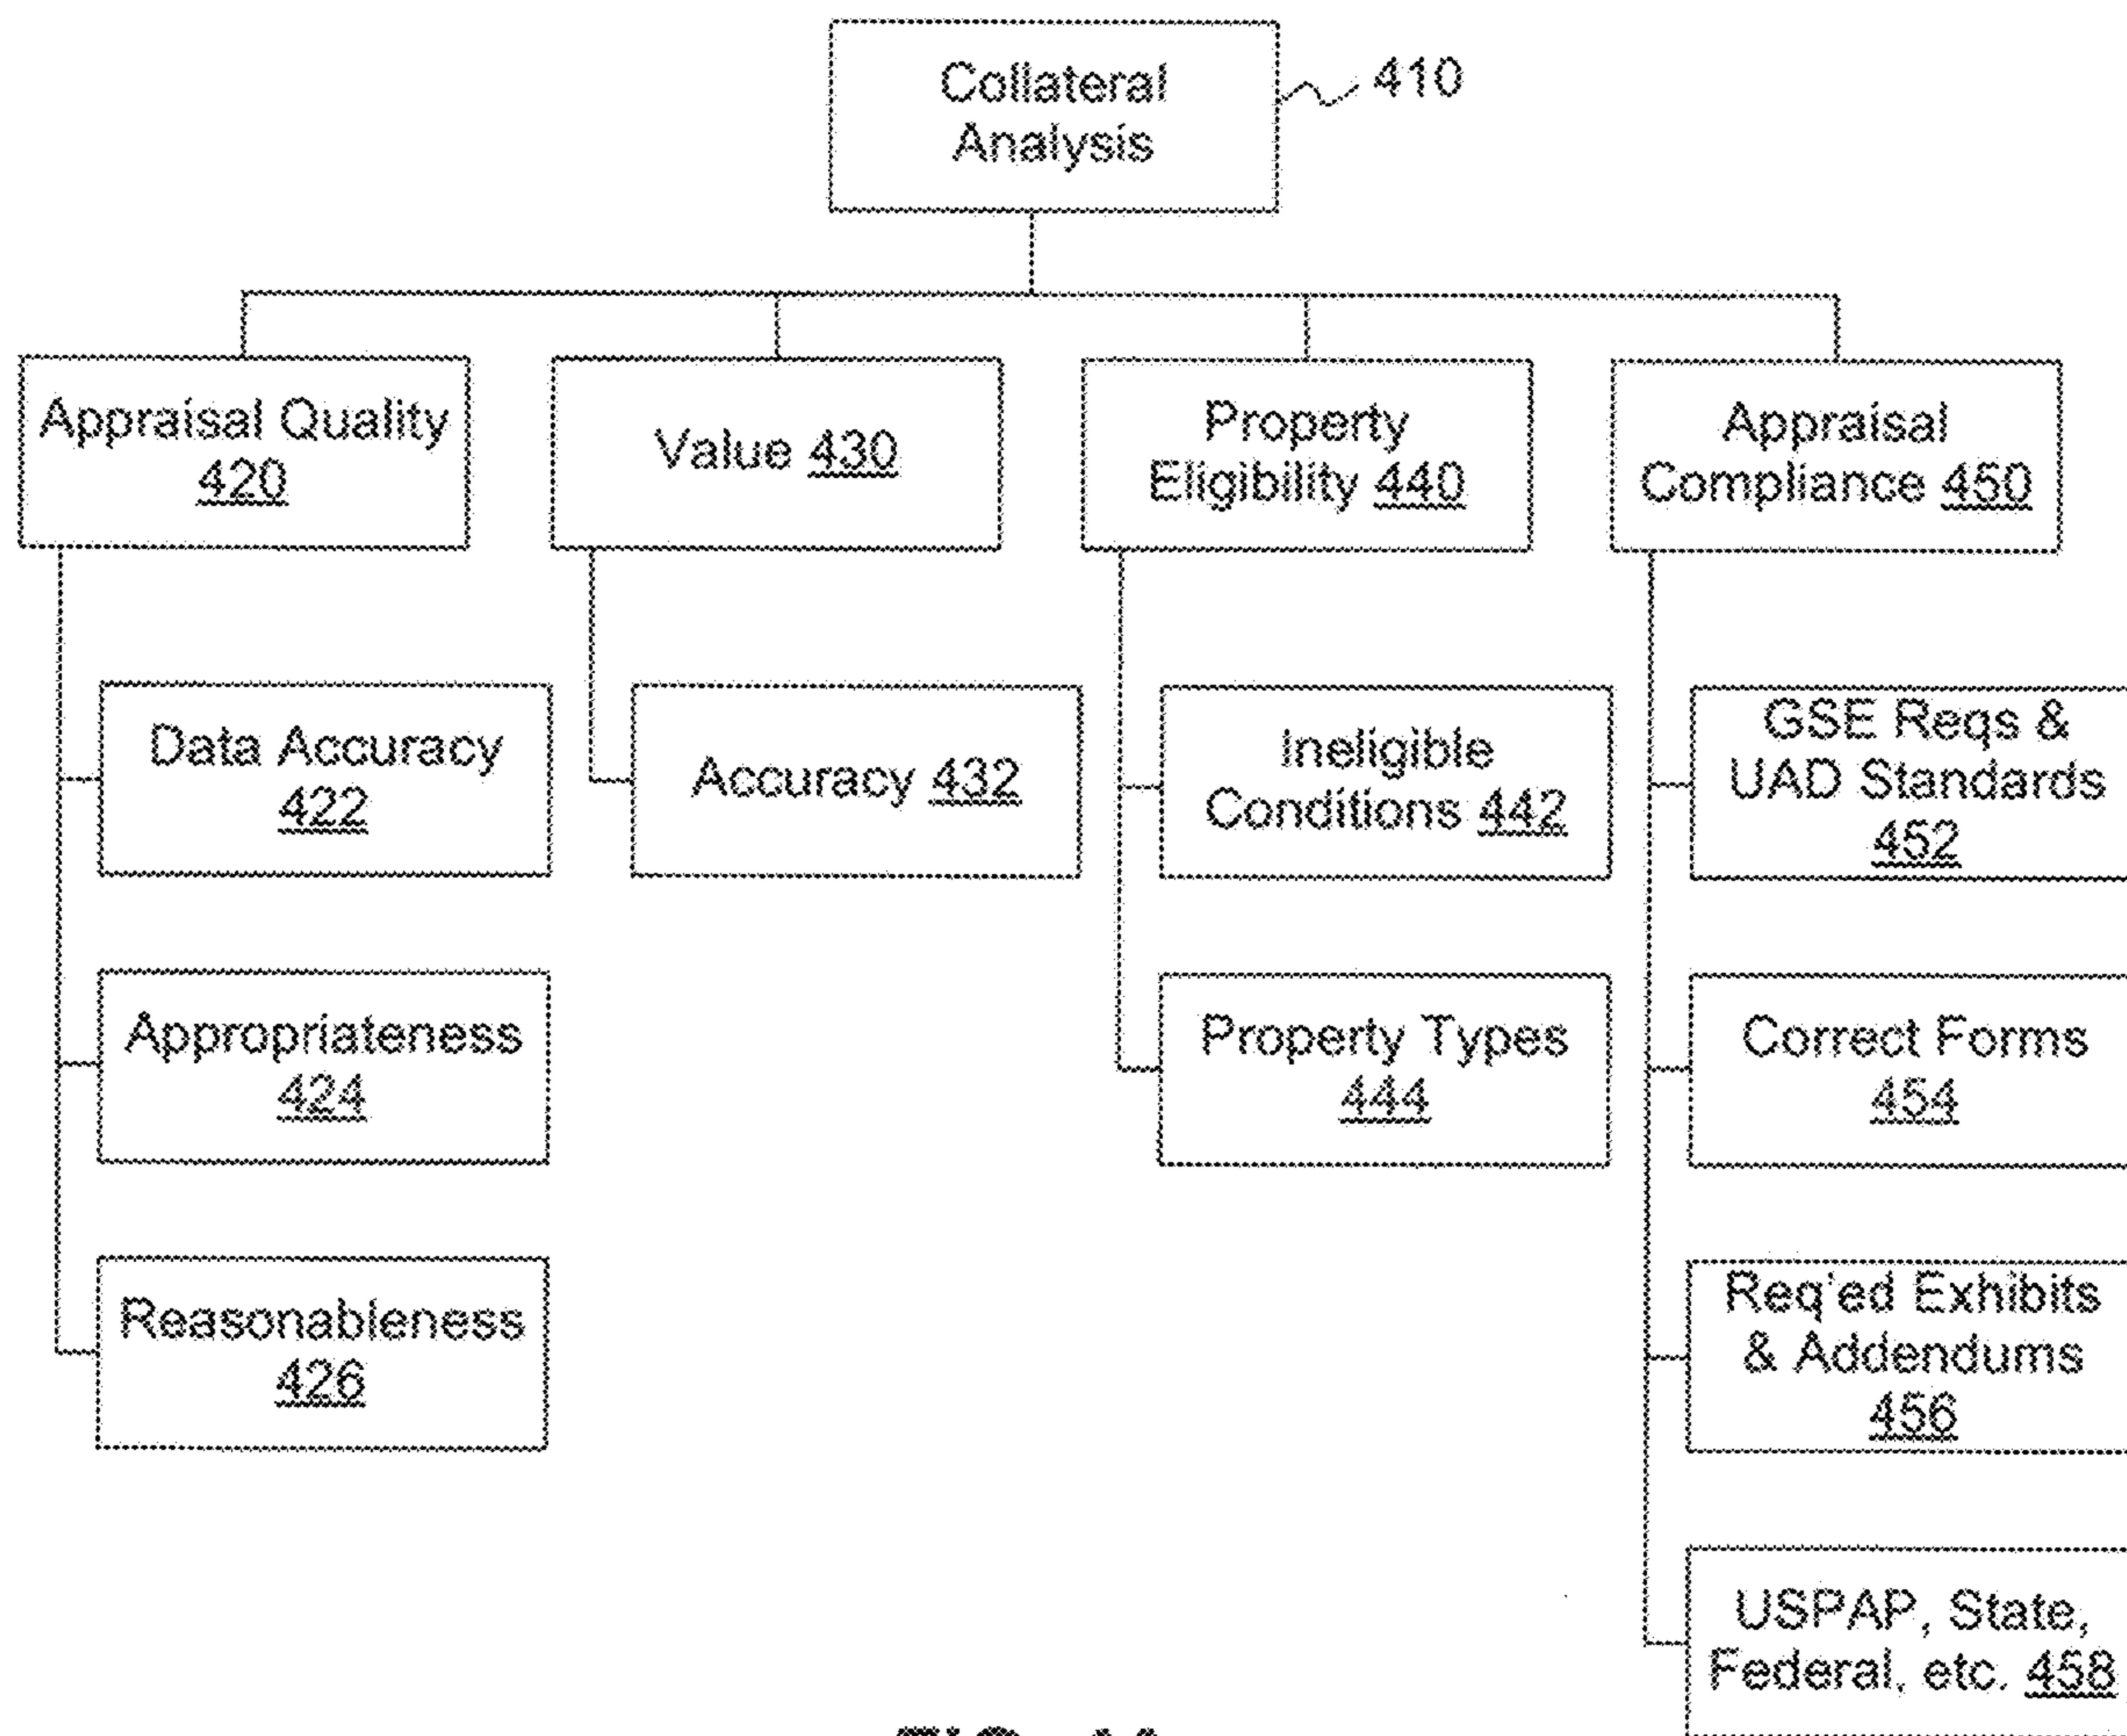 Collateral
Analysis
410
Appraisal Quality
420
Value 430
Property
Eligibility 440
Appraisal
Compliance 450
Data Accuracy
422
Accuracy 432
Ineligible
Conditions 442
GSE Reqs &
UAD Standards
452
Appropriateness
424
Property Types
444
Correct Forms
454
Reasonableness
426
Req'ed Exhibits
& Addendums
456
USPAP, State,
Federal, etc. 458